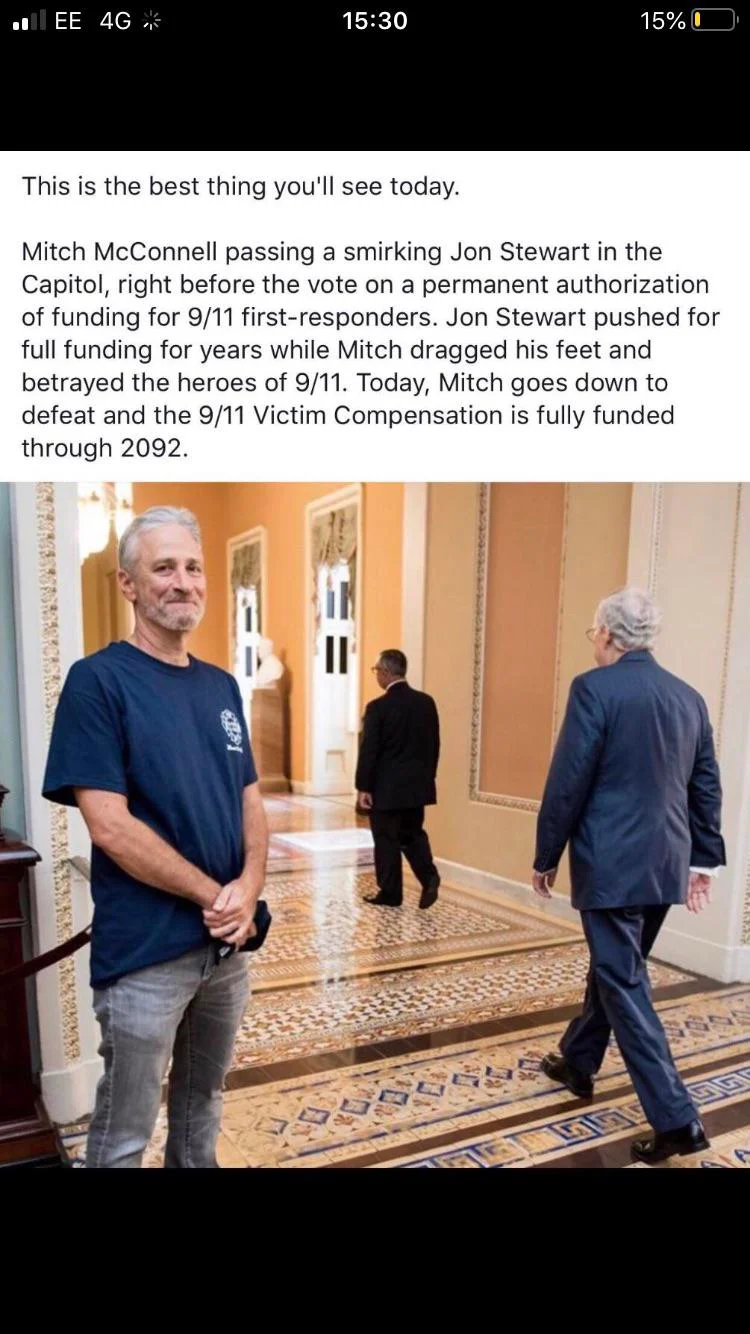 EE 4G 15:30 15%
This is the best thing you'll see today.
Mitch McConnell passing a smirking Jon Stewart in the
Capitol, right before the vote on a permanent authorization
of funding for 9/11 first-responders. Jon Stewart pushed for
full funding for years while Mitch dragged his feet and
betrayed the heroes of 9/11. Today, Mitch goes down to
defeat and the 9/11 Victim Compensation is fully funded
through 2092.